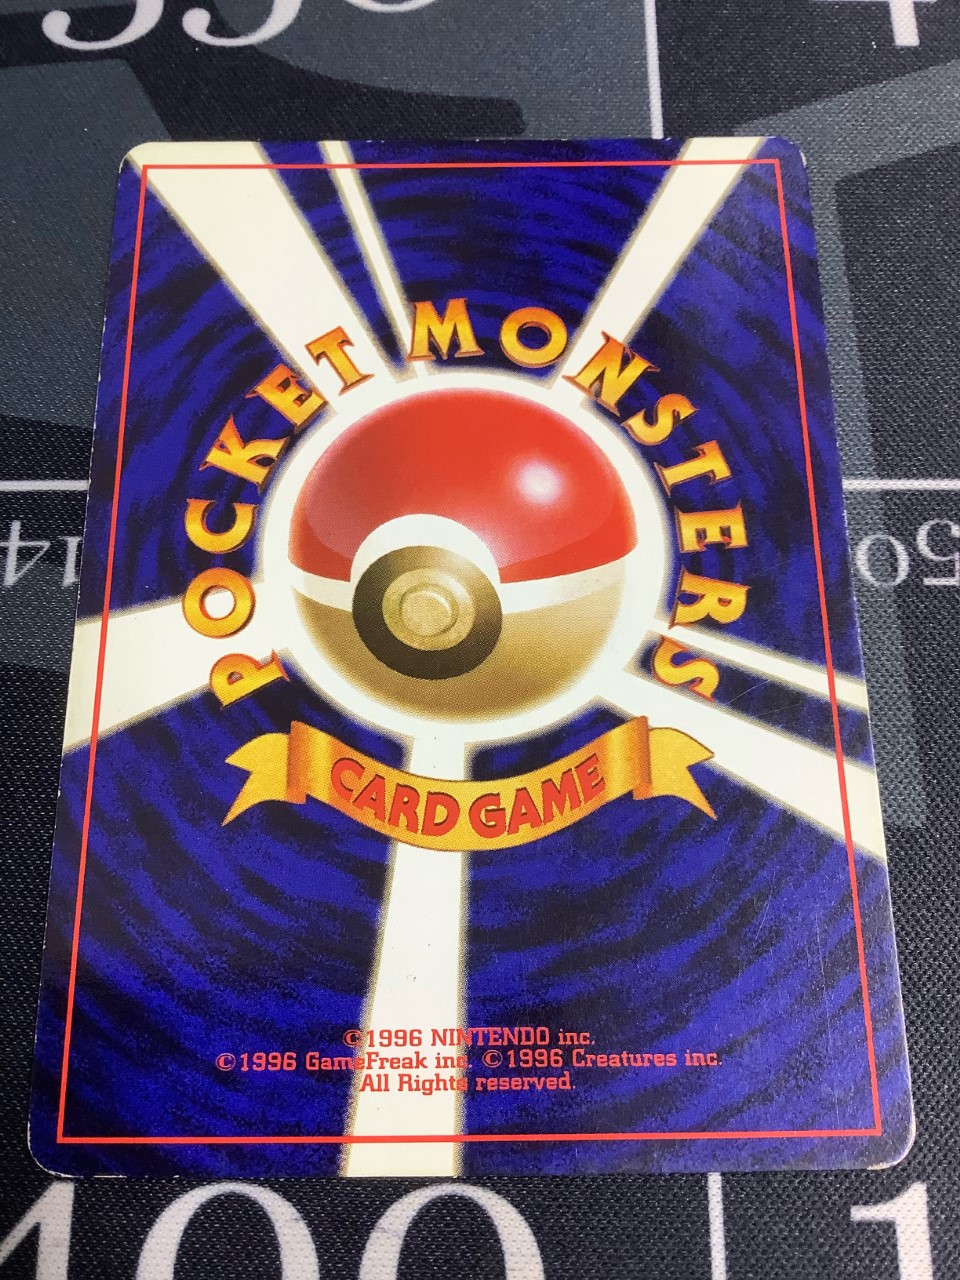 POCKET MONSTERS
CARD GAME
©1996 NINTENDO inc.
©1996 GameFreak inc. ©1996 Creatures inc.
All Rights reserved.